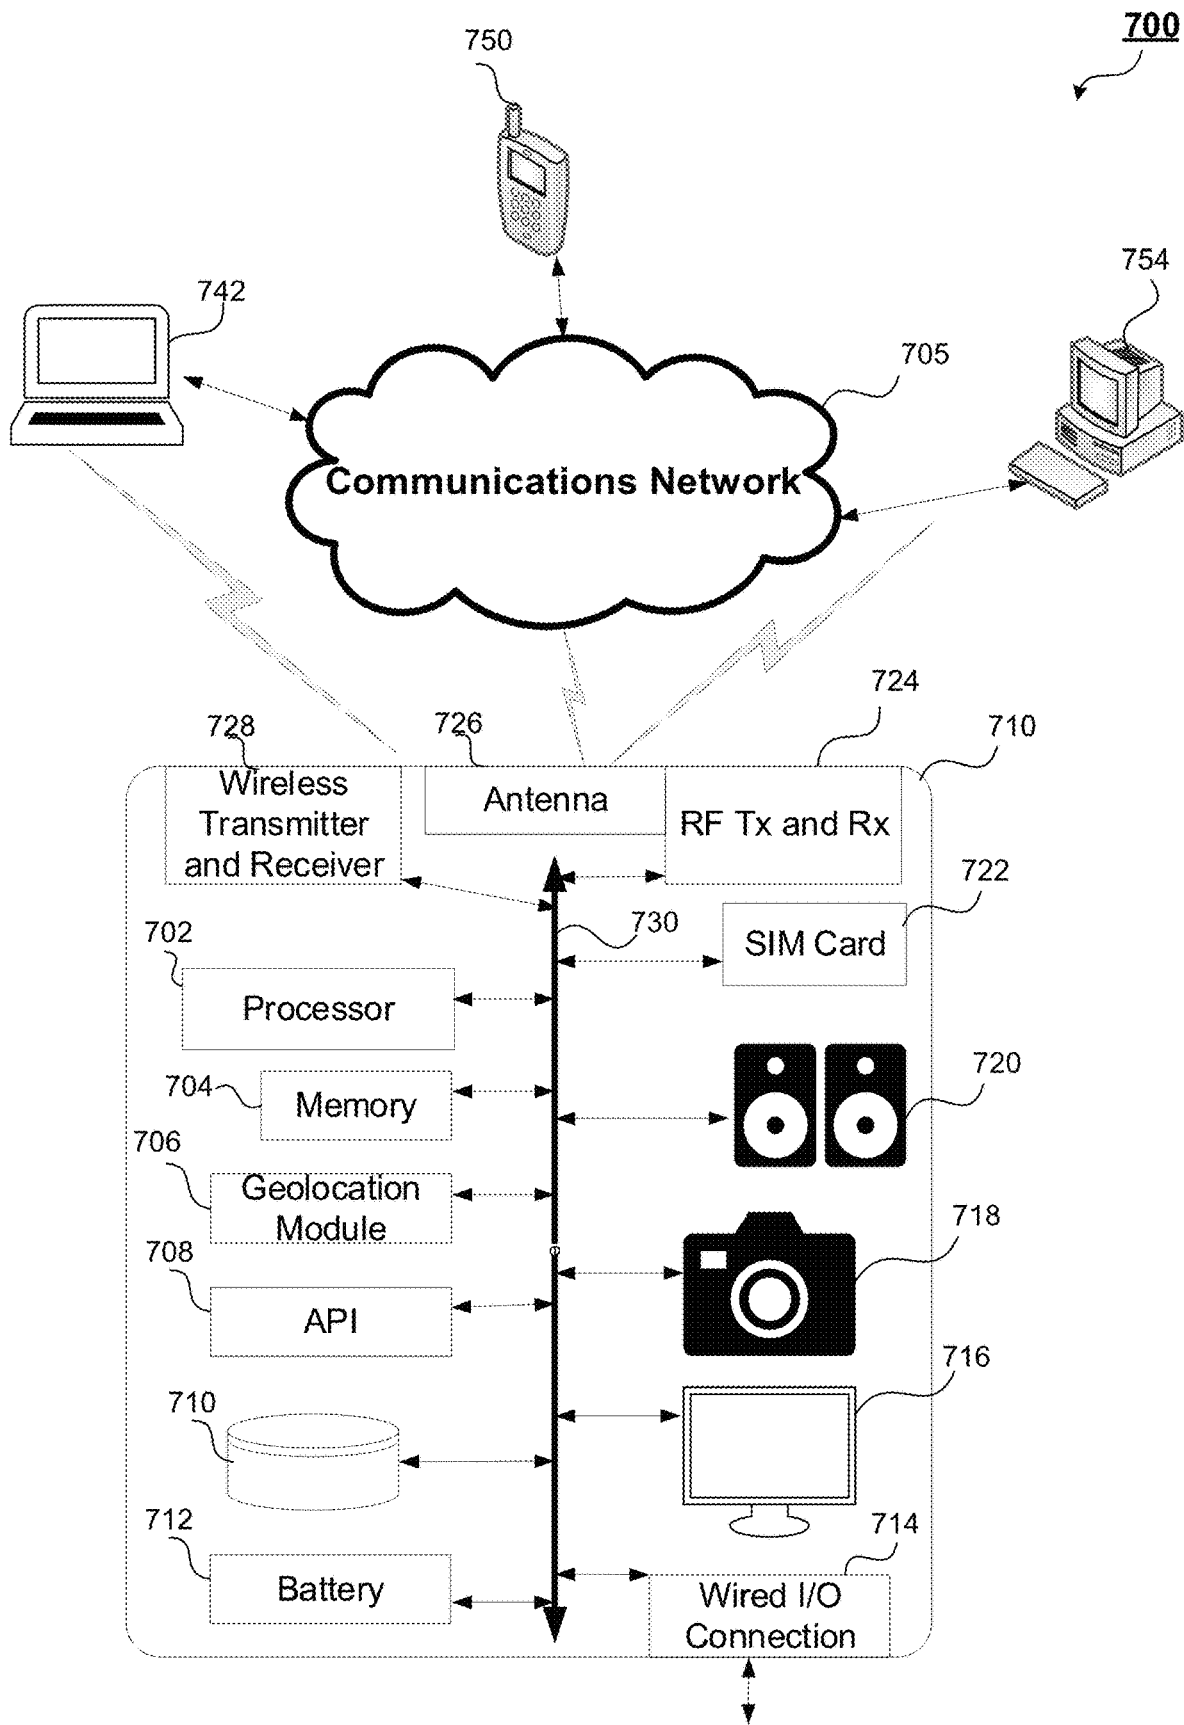 700
750
754
742
705
Communications Network
724
728
726
710
Wireless
Transmitter
and Receiver
Antenna
RF Tx and Rx
722
702
730
SIM Card
Processor
720
704
Memory
706
Geolocation
Module
718
708
API
716
710
712
714
Battery
Wired I/O
Connection